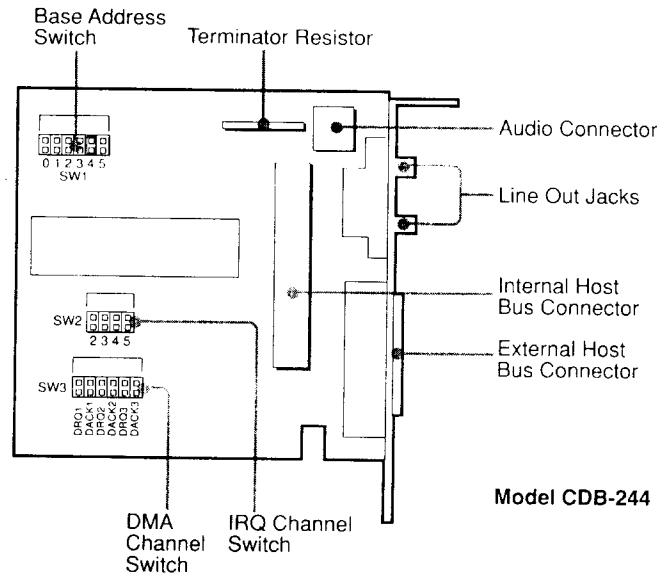 Base Address
Switch
Terminator Resistor
Audio Connector
0 1 2 3 4 5
SW1
Line Out Jacks
Internal Host
Bus Connector
SW2
2 3 4 5
External Host
Bus Connector
SW3
DRQ1
DACK1
DRQ2
DACK2
DRQ3
DACK3
Model CDB-244
DMA
Channel
Switch
IRQ Channel
Switch